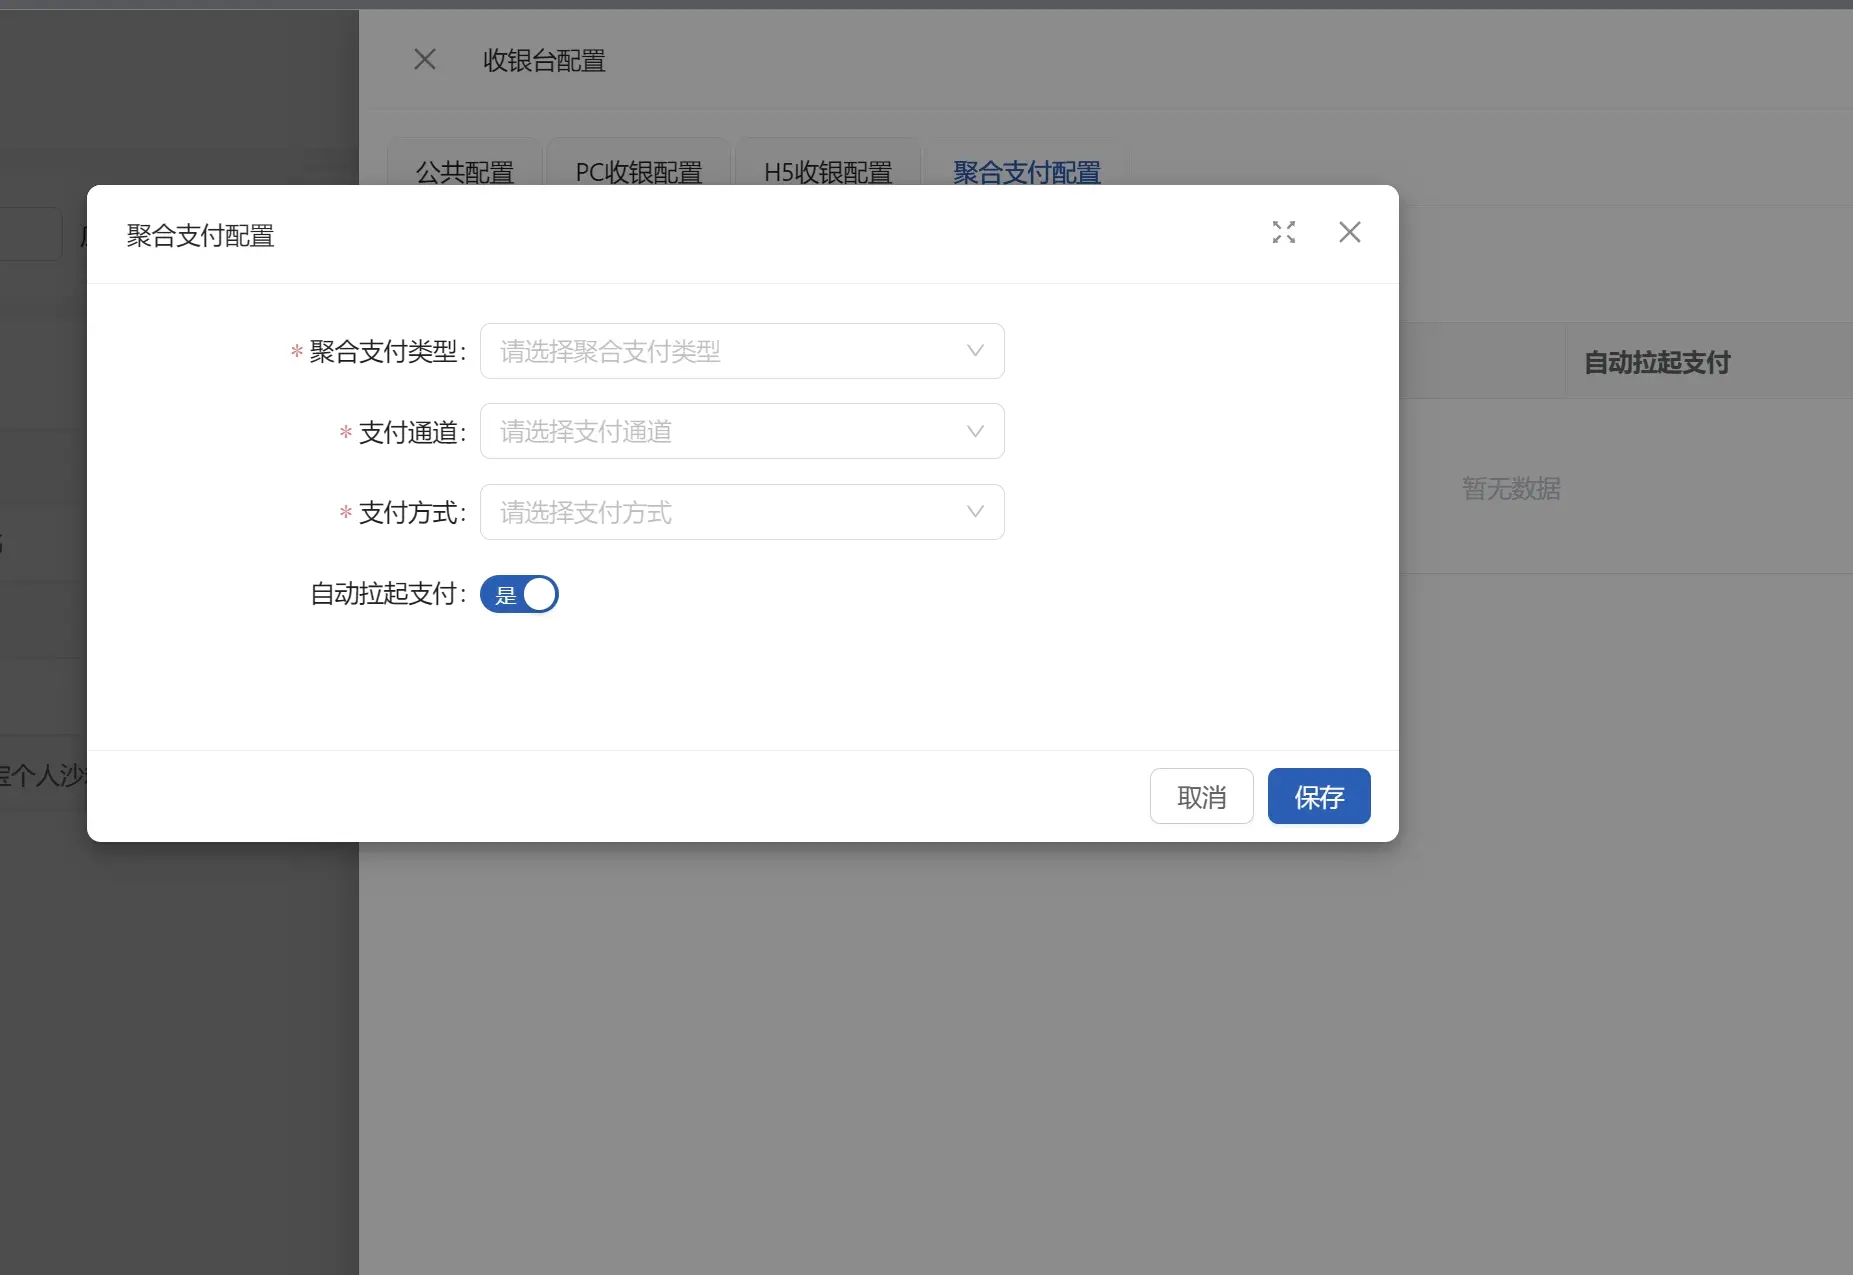 收银台配置
公共配置
PC收银配置
H5收银配置
聚合支付配置
聚合支付配置
* 聚合支付类型:
请选择聚合支付类型
* 支付通道:
请选择支付通道
* 支付方式:
请选择支付方式
自动拉起支付:
是
自动拉起支付
暂无数据
个人沙
取消
保存